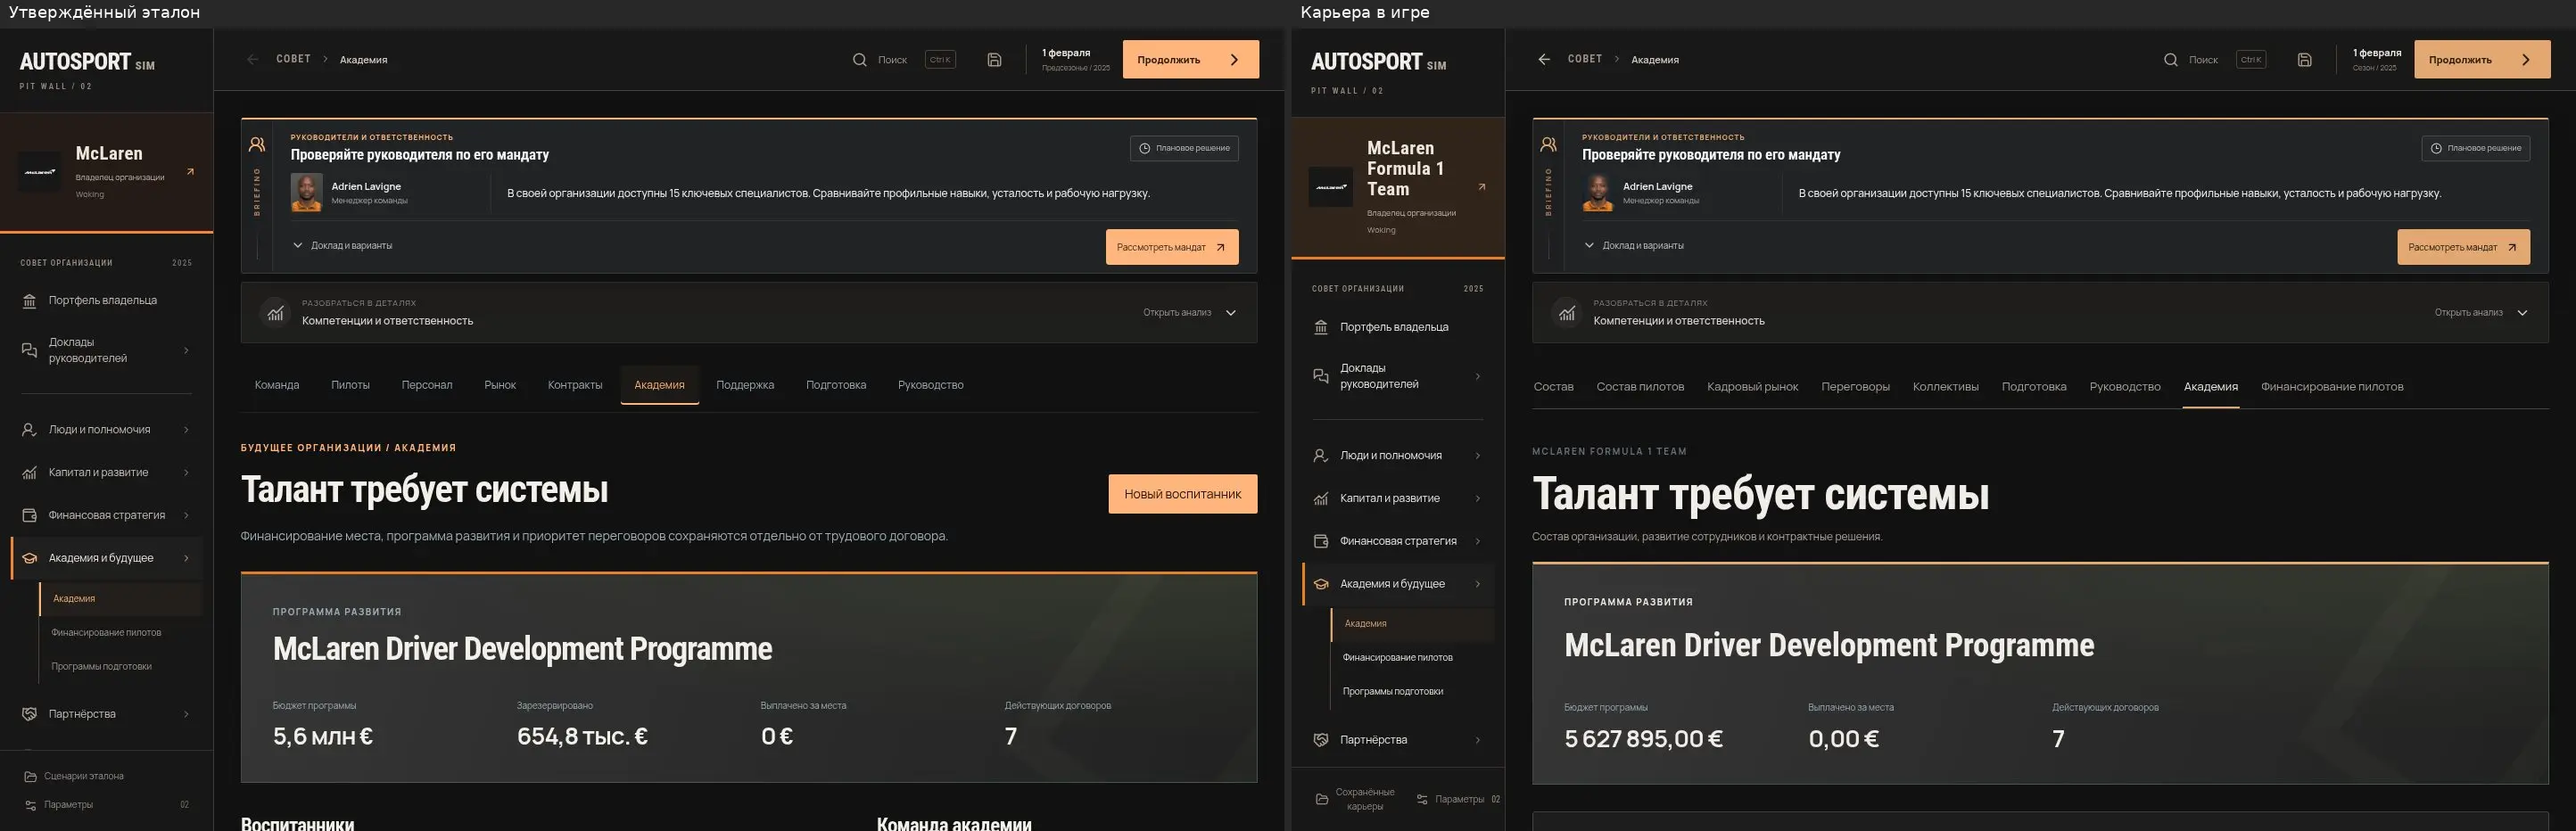 Утверждённый эталон
AUTOSPORT SIM
PIT WALL / 02
McLaren
McLaren
Владелец организации
Woking
СОВЕТ ОРГАНИЗАЦИИ 2025
Портфель владельца
Доклады
руководителей
Люди и полномочия
Капитал и развитие
Финансовая стратегия
Академия и будущее
Академия
Финансирование пилотов
Программы подготовки
Партнёрства
Сценарии эталона
Параметры 02
СОВЕТ Академия
Поиск Ctrl K
1 февраля
Предсезонье / 2025
Продолжить
BRIEFING
РУКОВОДИТЕЛИ И ОТВЕТСТВЕННОСТЬ
Проверяйте руководителя по его мандату
Плановое решение
Adrien Lavigne
Менеджер команды
В своей организации доступны 15 ключевых специалистов. Сравнивайте профильные навыки, усталость и рабочую нагрузку.
Доклад и варианты
Рассмотреть мандат
РАЗОБРАТЬСЯ В ДЕТАЛЯХ
Компетенции и ответственность
Открыть анализ
Команда Пилоты Персонал Рынок Контракты Академия Поддержка Подготовка Руководство
БУДУЩЕЕ ОРГАНИЗАЦИИ / АКАДЕМИЯ
Талант требует системы
Новый воспитанник
Финансирование места, программа развития и приоритет переговоров сохраняются отдельно от трудового договора.
ПРОГРАММА РАЗВИТИЯ
McLaren Driver Development Programme
Бюджет программы Зарезервировано Выплачено за места Действующих договоров
5,6 млн € 654,8 тыс. € 0 € 7
Воспитанники Команда академии
Карьера в игре
AUTOSPORT SIM
PIT WALL / 02
McLaren
McLaren
Formula 1
Team
Владелец организации
Woking
СОВЕТ ОРГАНИЗАЦИИ 2025
Портфель владельца
Доклады
руководителей
Люди и полномочия
Капитал и развитие
Финансовая стратегия
Академия и будущее
Академия
Финансирование пилотов
Программы подготовки
Партнёрства
Сохранённые
карьеры
Параметры 02
СОВЕТ Академия
Поиск Ctrl K
1 февраля
Сезон / 2025
Продолжить
BRIEFING
РУКОВОДИТЕЛИ И ОТВЕТСТВЕННОСТЬ
Проверяйте руководителя по его мандату
Плановое решение
Adrien Lavigne
Менеджер команды
В своей организации доступны 15 ключевых специалистов. Сравнивайте профильные навыки, усталость и рабочую нагрузку.
Доклад и варианты
Рассмотреть мандат
РАЗОБРАТЬСЯ В ДЕТАЛЯХ
Компетенции и ответственность
Открыть анализ
Состав Состав пилотов Кадровый рынок Переговоры Коллективы Подготовка Руководство Академия Финансирование пилотов
MCLAREN FORMULA 1 TEAM
Талант требует системы
Состав организации, развитие сотрудников и контрактные решения.
ПРОГРАММА РАЗВИТИЯ
McLaren Driver Development Programme
Бюджет программы Выплачено за места Действующих договоров
5 627 895,00 € 0,00 € 7